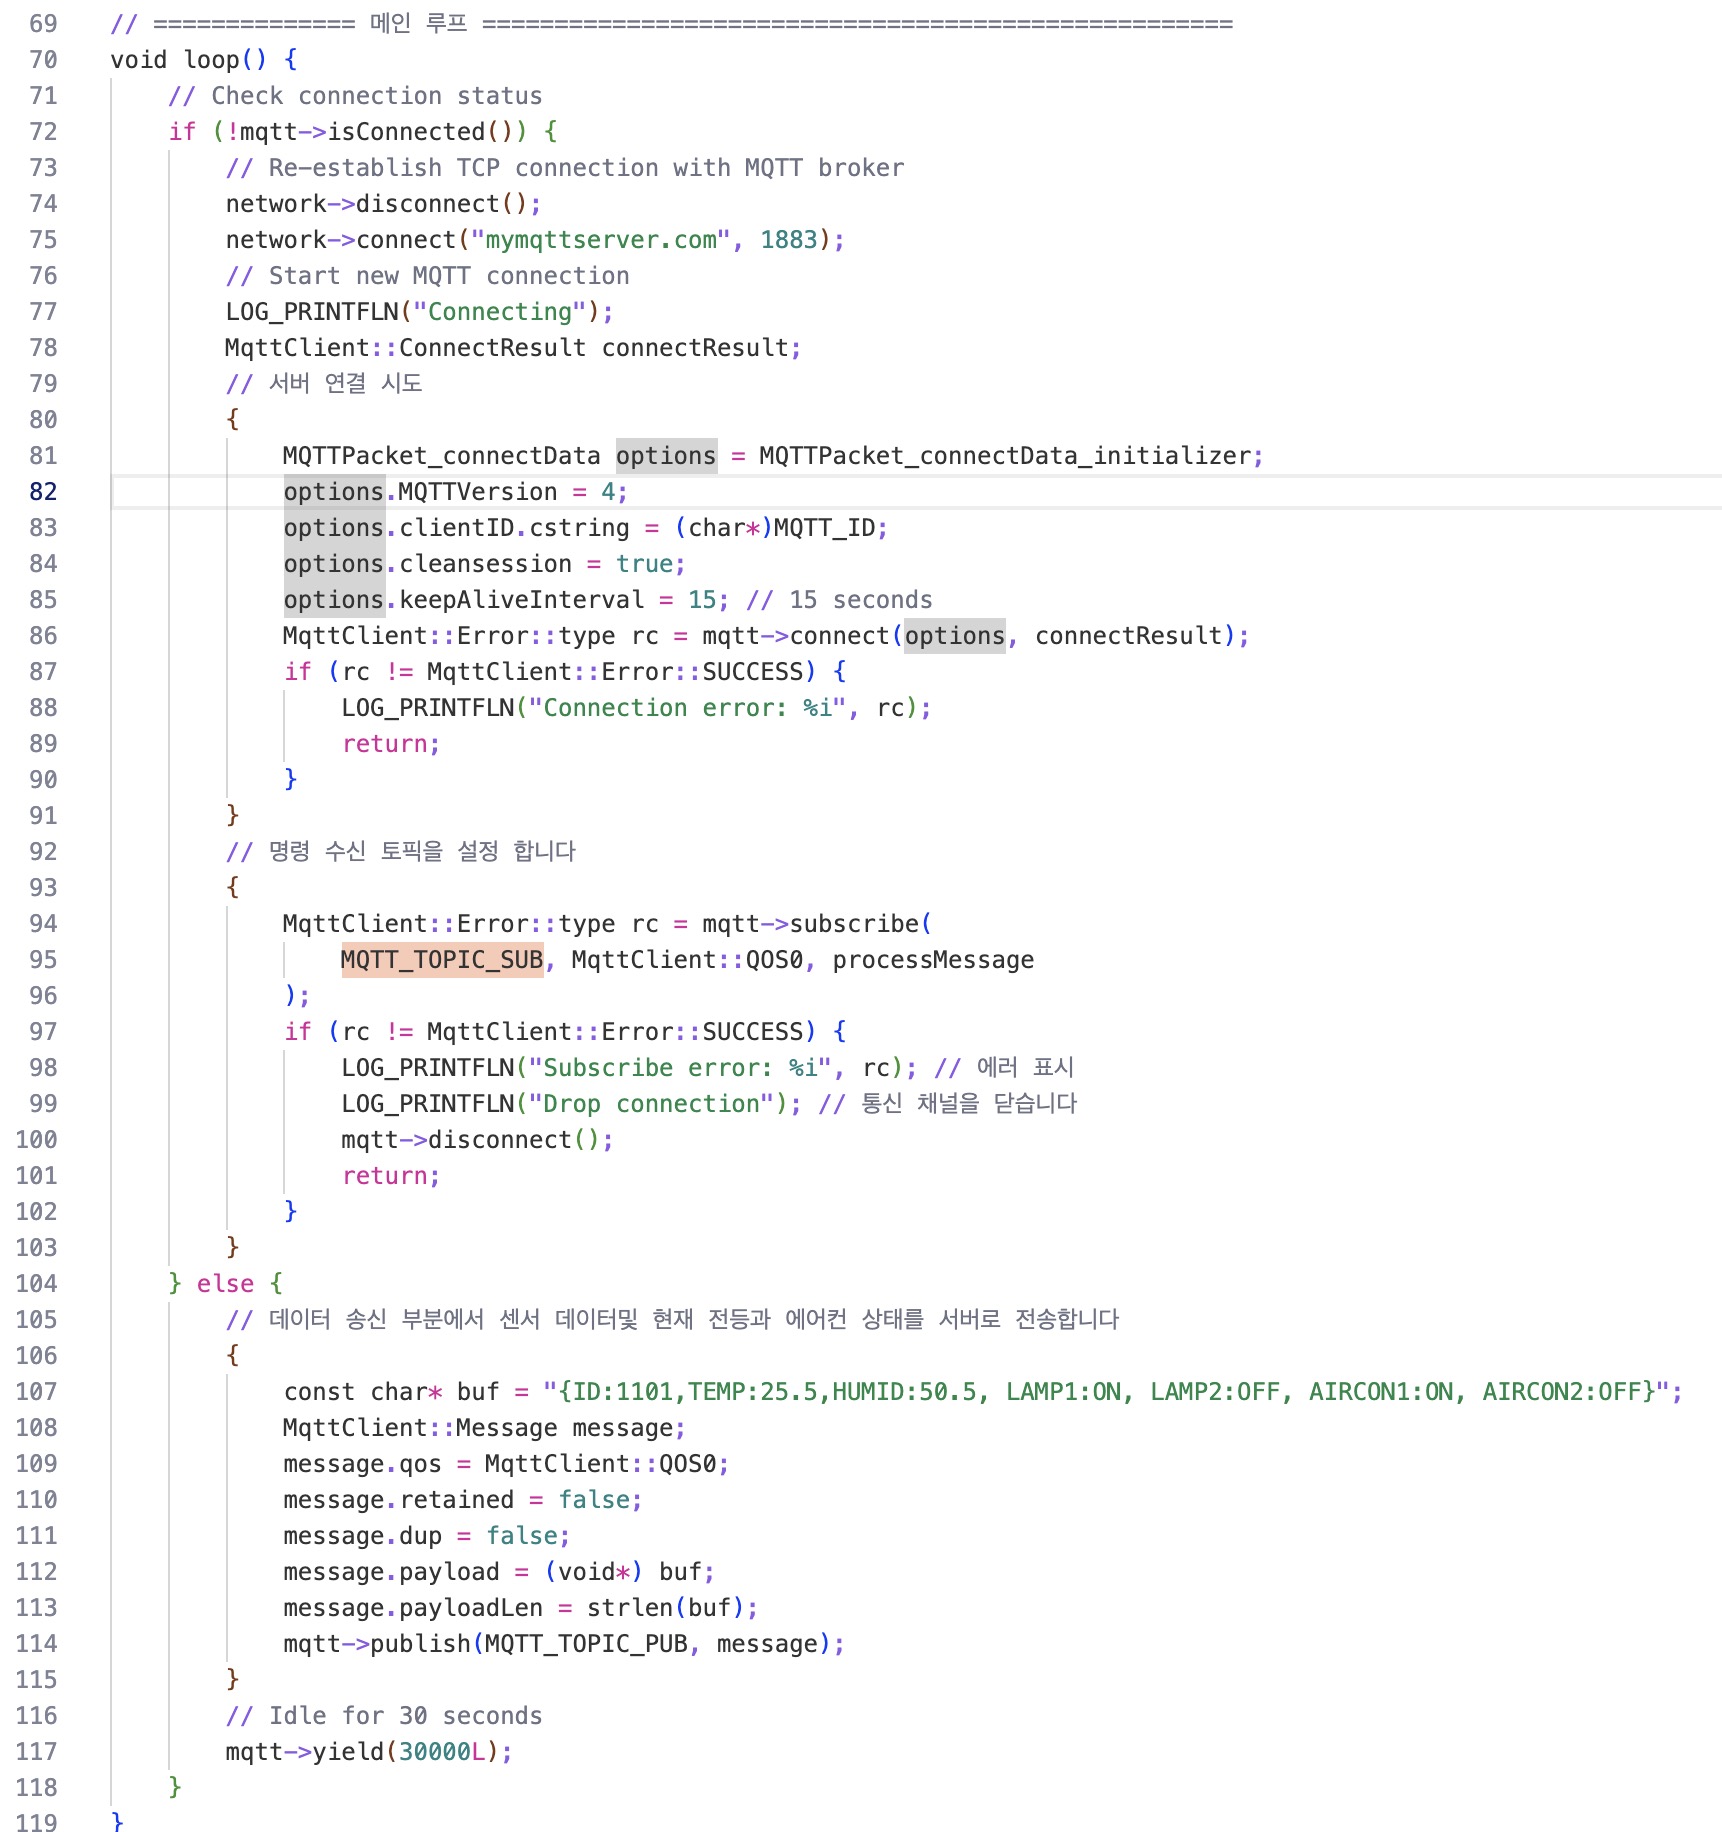 69 // ============== 메인 루프 ====================================================
70 void loop() {
71 // Check connection status
72 if (!mqtt->isConnected()) {
73 // Re-establish TCP connection with MQTT broker
74 network->disconnect();
75 network->connect("mymqttserver.com", 1883);
76 // Start new MQTT connection
77 LOG_PRINTFLN("Connecting");
78 MqttClient::ConnectResult connectResult;
79 // 서버 연결 시도
80 {
81 MQTTPacket_connectData options = MQTTPacket_connectData_initializer;
82 options.MQTTVersion = 4;
83 options.clientID.cstring = (char*)MQTT_ID;
84 options.cleansession = true;
85 options.keepAliveInterval = 15; // 15 seconds
86 MqttClient::Error::type rc = mqtt->connect(options, connectResult);
87 if (rc != MqttClient::Error::SUCCESS) {
88 LOG_PRINTFLN("Connection error: %i", rc);
89 return;
90 }
91 }
92 // 명령 수신 토픽을 설정 합니다
93 {
94 MqttClient::Error::type rc = mqtt->subscribe(
95 MQTT_TOPIC_SUB, MqttClient::QOS0, processMessage
96 );
97 if (rc != MqttClient::Error::SUCCESS) {
98 LOG_PRINTFLN("Subscribe error: %i", rc); // 에러 표시
99 LOG_PRINTFLN("Drop connection"); // 통신 채널을 닫습니다
100 mqtt->disconnect();
101 return;
102 }
103 }
104 } else {
105 // 데이터 송신 부분에서 센서 데이터및 현재 전등과 에어컨 상태를 서버로 전송합니다
106 {
107 const char* buf = "{ID:1101,TEMP:25.5,HUMID:50.5, LAMP1:ON, LAMP2:OFF, AIRCON1:ON, AIRCON2:OFF}";
108 MqttClient::Message message;
109 message.qos = MqttClient::QOS0;
110 message.retained = false;
111 message.dup = false;
112 message.payload = (void*) buf;
113 message.payloadLen = strlen(buf);
114 mqtt->publish(MQTT_TOPIC_PUB, message);
115 }
116 // Idle for 30 seconds
117 mqtt->yield(30000L);
118 }
119 }